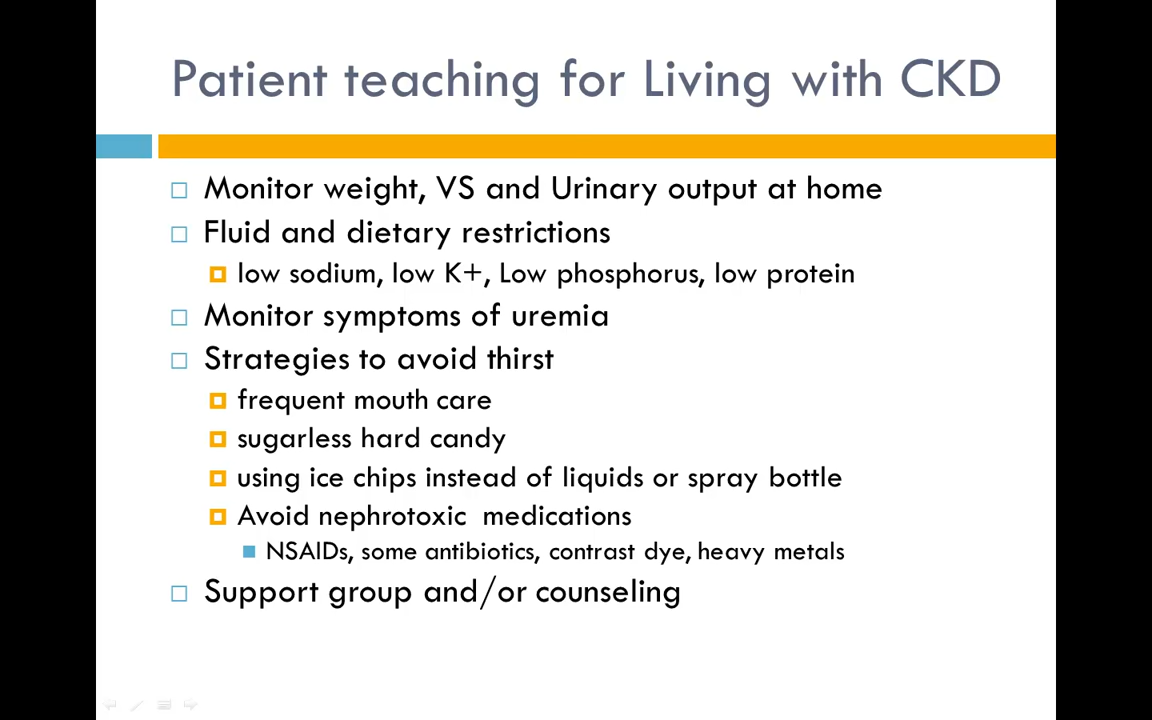 Patient teaching for Living with CKD
Monitor weight, VS and Urinary output at home
Fluid and dietary restrictions
low sodium, low K+, Low phosphorus, low protein
Monitor symptoms of uremia
Strategies to avoid thirst
frequent mouth care
sugarless hard candy
using ice chips instead of liquids or spray bottle
Avoid nephrotoxic  medications
NSAIDs, some antibiotics, contrast dye, heavy metals
Support group and/or counseling